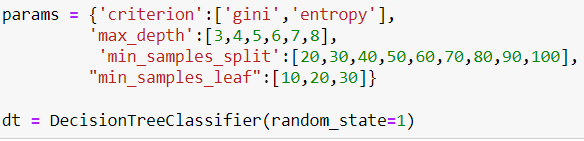 params = {'criterion':['gini','entropy'],
'max_depth':[3,4,5,6,7,8],
'min_samples_split':[20,30,40,50,60,70,80,90,100],
"min_samples_leaf":[10,20,30]}
dt = DecisionTreeClassifier(random_state=1)